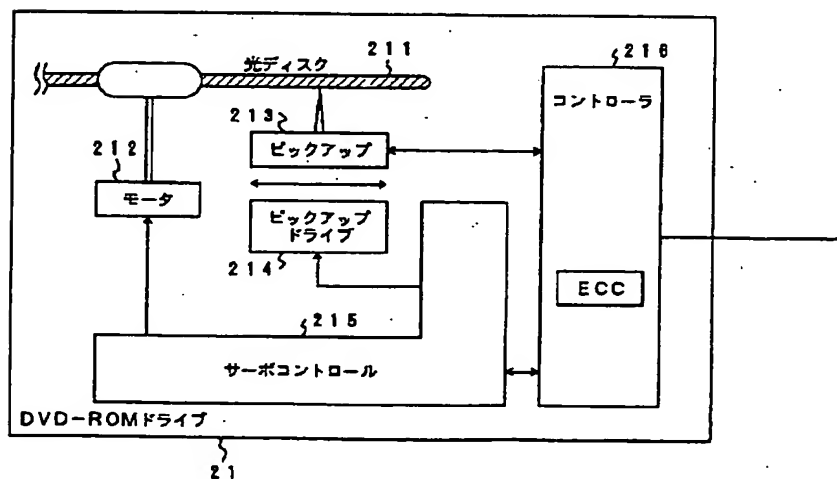 211
216
光ディスク
コントローラ
213
ピックアップ
212
モータ
ピックアップ
ドライブ
214
ECC
215
サーボコントロール
DVD-ROMドライブ
21